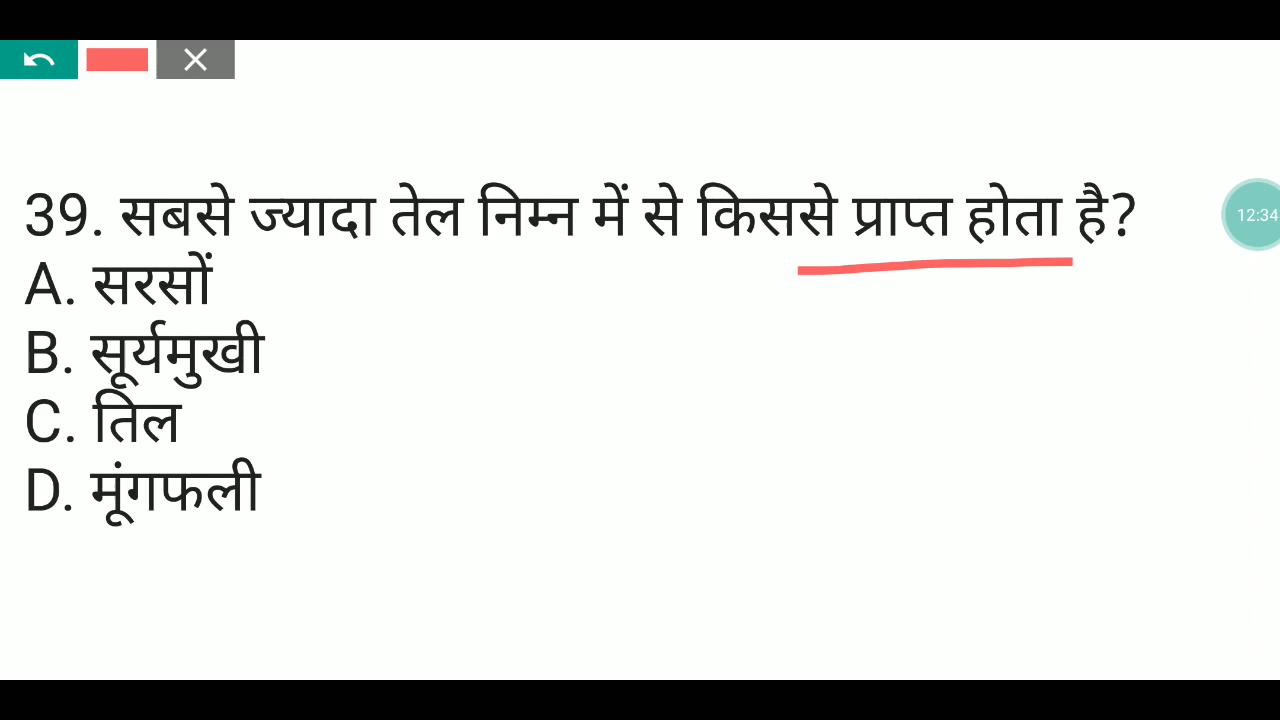 39. सबसे ज्यादा तेल निम्न में से किससे प्राप्त होता है?
12:34
A. सरसों
B. सूर्यमुखी
C. तिल
D. मूंगफली